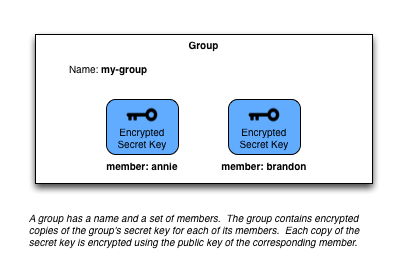 Group
Name: my-group
Encrypted Secret Key
Encrypted Secret Key
member: annie
member: brandon
A group has a name and a set of members. The group contains encrypted
copies of the group's secret key for each of its members. Each copy of the
secret key is encrypted using the public key of the corresponding member.